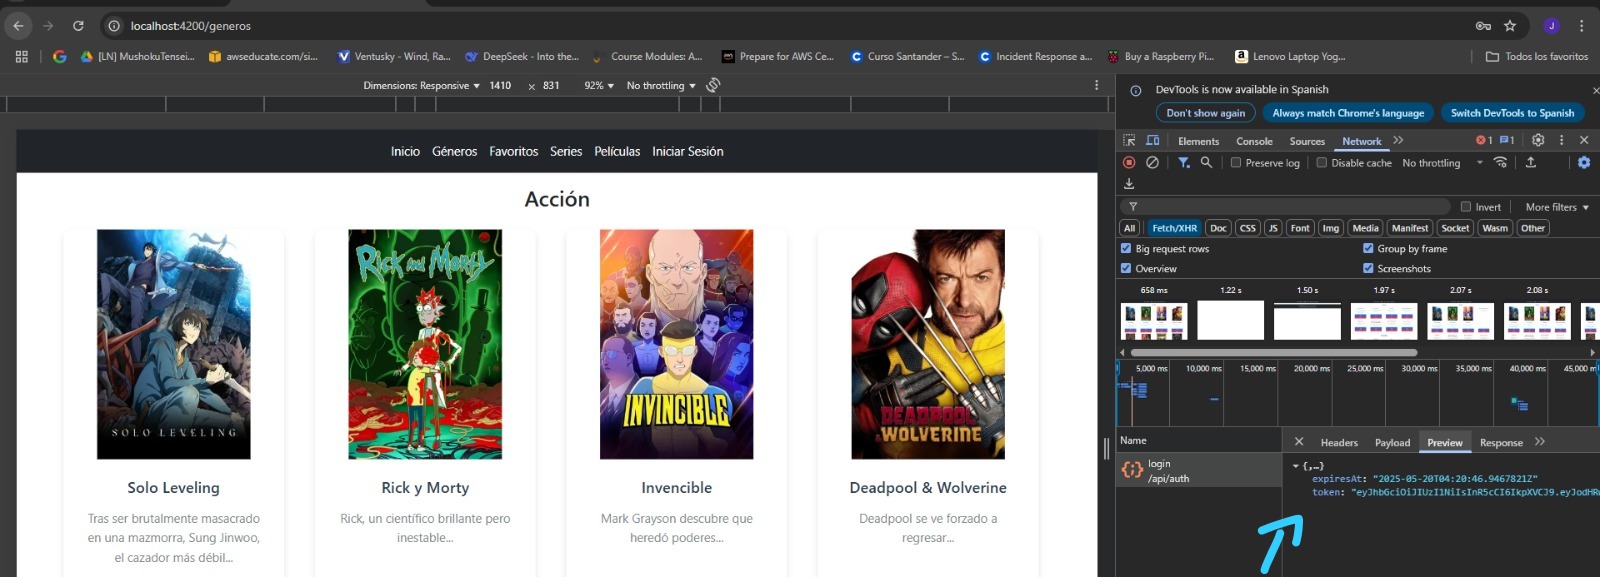 localhost:4200/generos
J
[LN] MushokuTensei...
awseducate.com/si...
Ventusky - Wind, Ra...
DeepSeek - Into the...
Course Modules: A...
Prepare for AWS Ce...
Curso Santander – S...
Incident Response a...
Buy a Raspberry Pi...
Lenovo Laptop Yog...
Todos los favoritos
Dimensions: Responsive 1410 × 831 92% No throttling
DevTools is now available in Spanish
Don't show again Always match Chrome's language Switch DevTools to Spanish
Elements Console Sources Network 1 1
Preserve log Disable cache No throttling
Invert More filters
All Fetch/XHR Doc CSS JS Font Img Media Manifest Socket Wasm Other
Big request rows Group by frame
Overview Screenshots
658 ms 1.22 s 1.50 s 1.97 s 2.07 s 2.08 s
5,000 ms 10,000 ms 15,000 ms 20,000 ms 25,000 ms 30,000 ms 35,000 ms 40,000 ms 45,000 m
Name
Headers Payload Preview Response
login
/api/auth
{,…}
expiresAt: "2025-05-20T04:20:46.9467821Z"
token: "eyJhbGciOiJIUzI1NiIsInR5cCI6IkpXVCJ9.eyJodHR
Inicio Géneros Favoritos Series Películas Iniciar Sesión
Acción
SOLO LEVELING
Rick and Morty
INVINCIBLE
DEADPOOL
& WOLVERINE
Solo Leveling
Tras ser brutalmente masacrado
en una mazmorra, Sung Jinwoo,
el cazador más débil...
Rick y Morty
Rick, un científico brillante pero
inestable...
Invencible
Mark Grayson descubre que
heredó poderes...
Deadpool & Wolverine
Deadpool se ve forzado a
regresar...